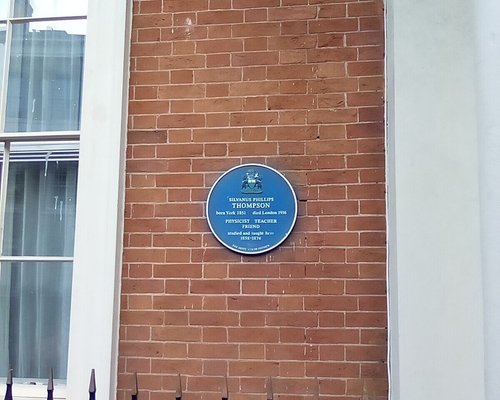 SILVANUS PHILLIPS
THOMPSON
born York 1851 died London 1916
PHYSICIST TEACHER
FRIEND
studied and taught here
1858-1874